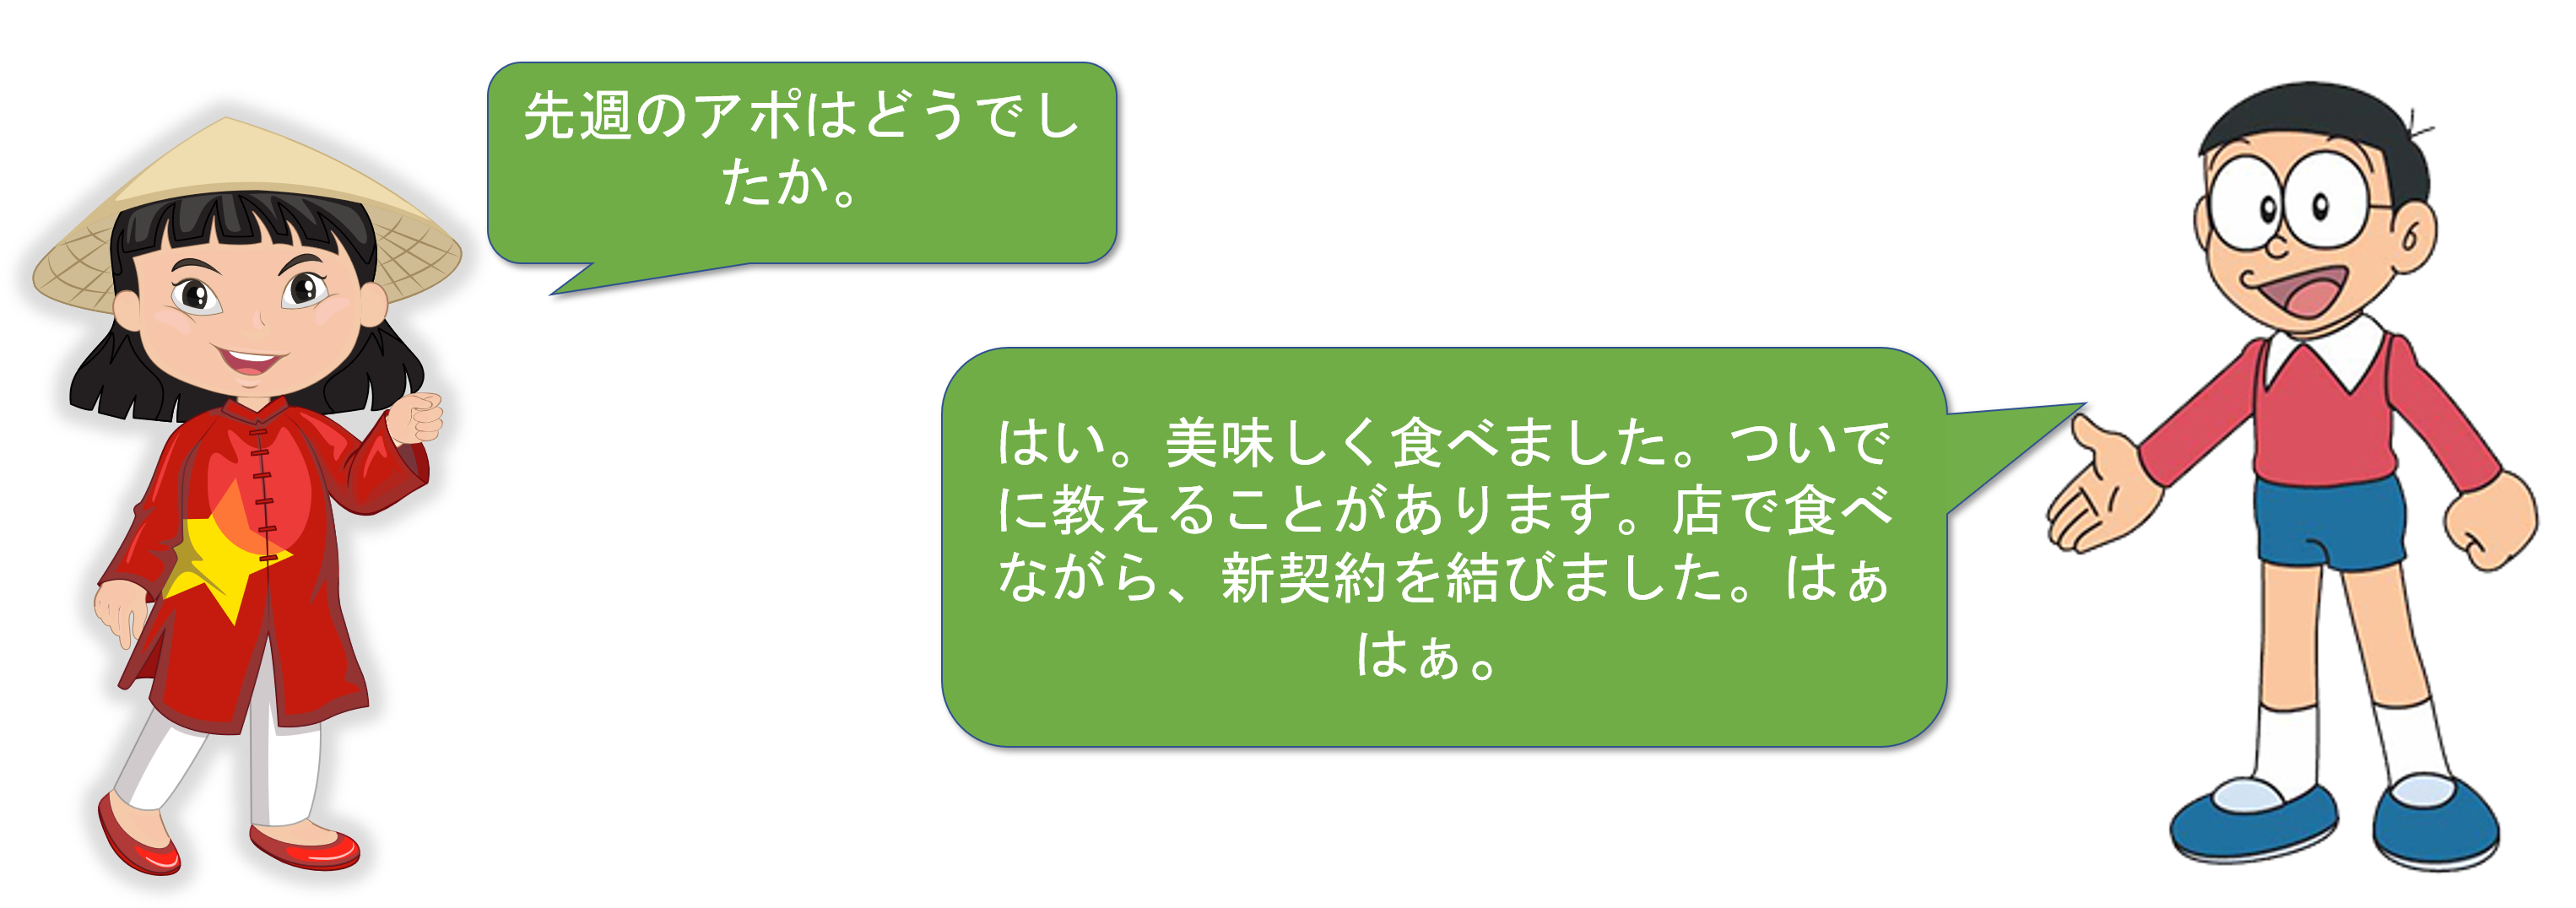 先週のアポはどうでし
たか。
はい。美味しく食べました。ついで
に教えることがあります。店で食べ
ながら、新契約を結びました。はぁ
はぁ。